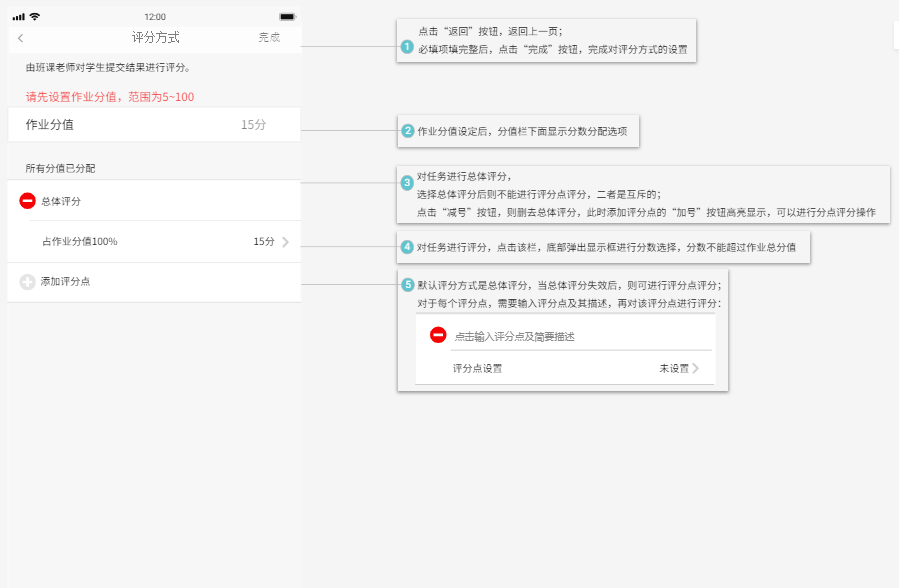 12:00
评分方式
完成
由班课老师对学生提交结果进行评分。
请先设置作业分值，范围为5~100
作业分值
15分
所有分值已分配
总体评分
占作业分值100%
15分
添加评分点
1
点击“返回”按钮，返回上一页；
必填项填完整后，点击“完成”按钮，完成对评分方式的设置
2
作业分值设定后，分值栏下面显示分数分配选项
3
对任务进行总体评分，
选择总体评分后则不能进行评分点评分，二者是互斥的；
点击“减号”按钮，则删去总体评分，此时添加评分点的“加号”按钮高亮显示，可以进行分点评分操作
4
对任务进行评分，点击该栏，底部弹出显示框进行分数选择，分数不能超过作业总分值
5
默认评分方式是总体评分，当总体评分失效后，则可进行评分点评分；
对于每个评分点，需要输入评分点及其描述，再对该评分点进行评分：
点击输入评分点及简要描述
评分点设置
未设置